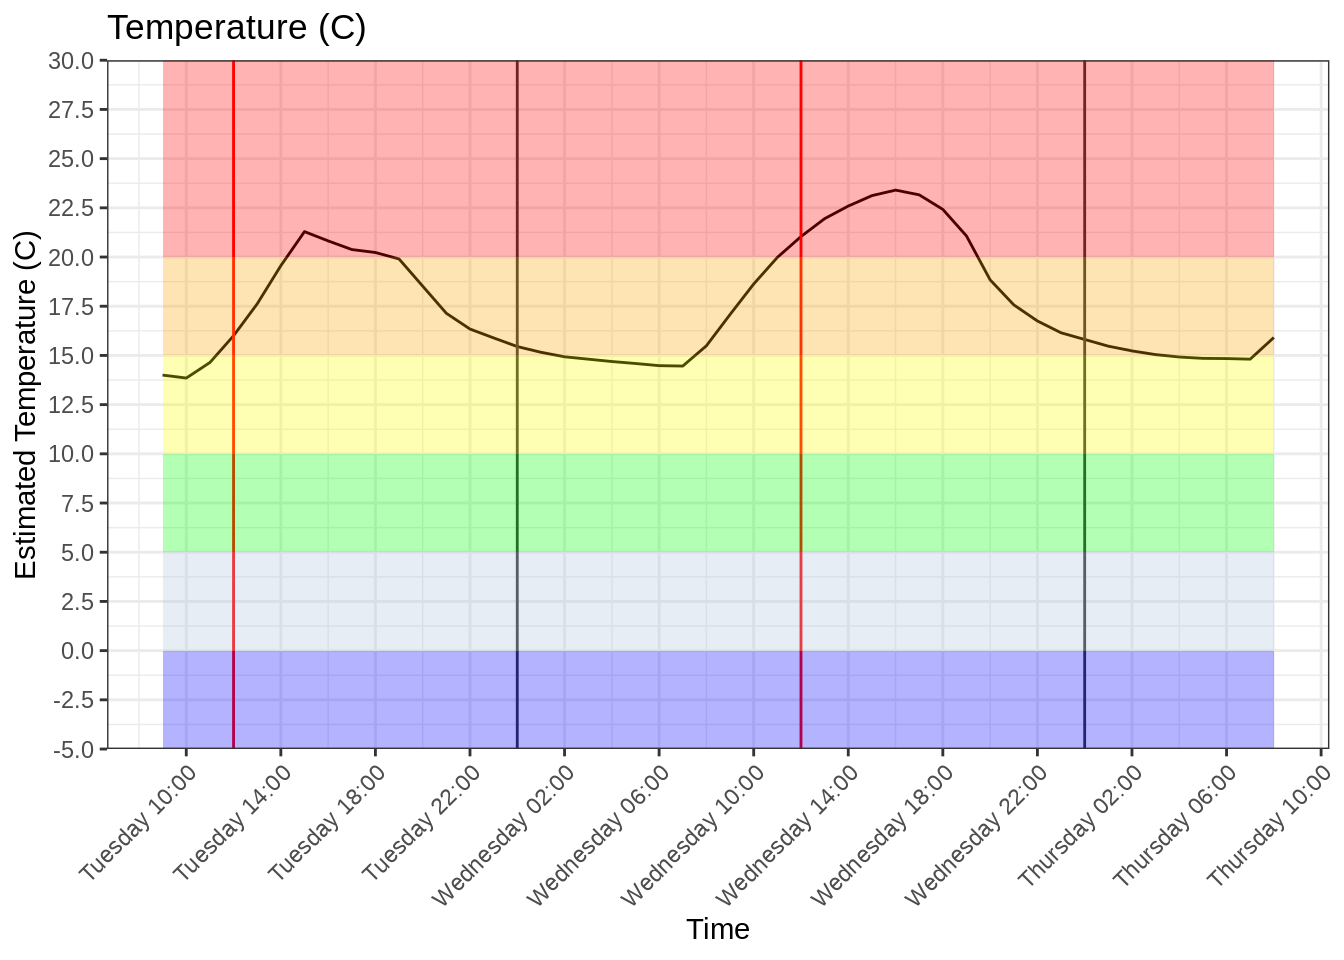 Temperature (C)
Estimated Temperature (C)
30.0
27.5
25.0
22.5
20.0
17.5
15.0
12.5
10.0
7.5
5.0
2.5
0.0
-2.5
-5.0
Tuesday 10:00
Tuesday 14:00
Tuesday 18:00
Tuesday 22:00
Wednesday 02:00
Wednesday 06:00
Wednesday 10:00
Wednesday 14:00
Wednesday 18:00
Wednesday 22:00
Thursday 02:00
Thursday 06:00
Thursday 10:00
Time